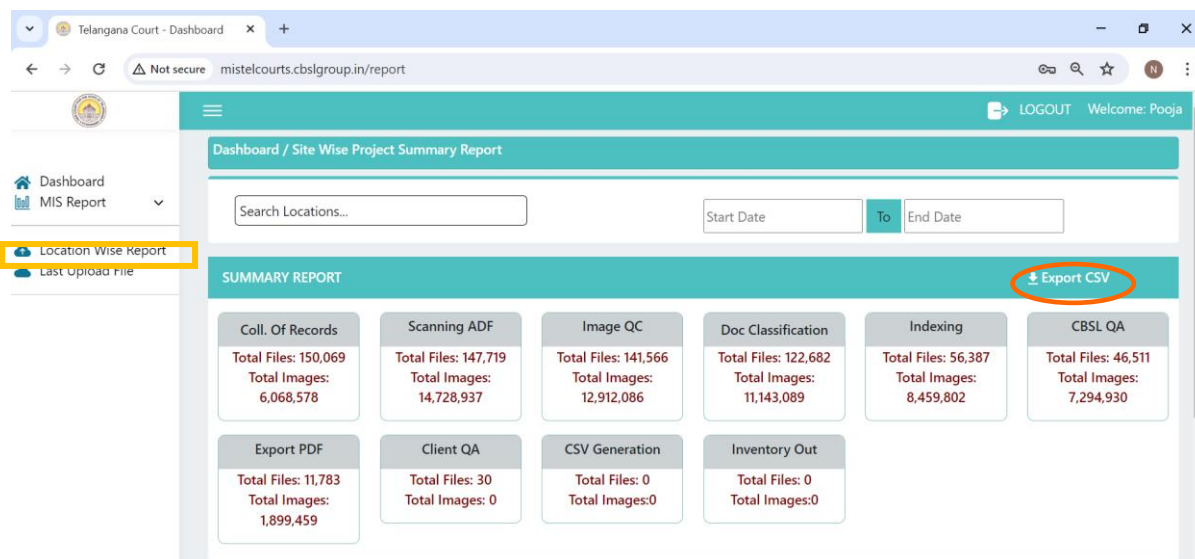 Telangana Court - Dashboard
Not secure mistelcourts.cbslgroup.in/report
N
LOGOUT Welcome: Pooja
Dashboard / Site Wise Project Summary Report
Dashboard
MIS Report
Search Locations...
Start Date To End Date
Location Wise Report
Last Upload File
SUMMARY REPORT
Export CSV
Coll. Of Records
Total Files: 150,069
Total Images:
6,068,578
Scanning ADF
Total Files: 147,719
Total Images:
14,728,937
Image QC
Total Files: 141,566
Total Images:
12,912,086
Doc Classification
Total Files: 122,682
Total Images:
11,143,089
Indexing
Total Files: 56,387
Total Images:
8,459,802
CBSL QA
Total Files: 46,511
Total Images:
7,294,930
Export PDF
Total Files: 11,783
Total Images:
1,899,459
Client QA
Total Files: 30
Total Images: 0
CSV Generation
Total Files: 0
Total Images:0
Inventory Out
Total Files: 0
Total Images:0